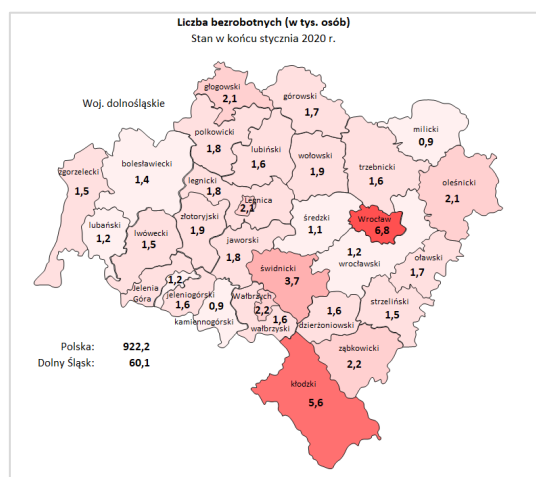 Liczba bezrobotnych (w tys. osób)
Stan w końcu stycznia 2020 r.
Woj. dolnośląskie
głogowski
2,1
górowski
1,7
milicki
0,9
polkowicki
1,8
lubiński
1,6
wołowski
1,9
trzebnicki
1,6
oleśnicki
2,1
zgorzelecki
1,5
bolesławiecki
1,4
legnicki
1,8
Legnica
2,1
lubański
1,2
lwówecki
1,5
złotoryjski
1,9
jaworski
1,8
średzki
1,1
Wrocław
6,8
1,2
wrocławski
oławski
1,7
świdnicki
3,7
strzeliński
1,5
1,2
Jelenia
Góra
jeleniogórski
1,6
0,9
kamiennogórski
Wałbrzych
2,2
1,6
wałbrzyski
1,6
dzierżoniowski
ząbkowicki
2,2
kłodzki
5,6
Polska: 922,2
Dolny Śląsk: 60,1